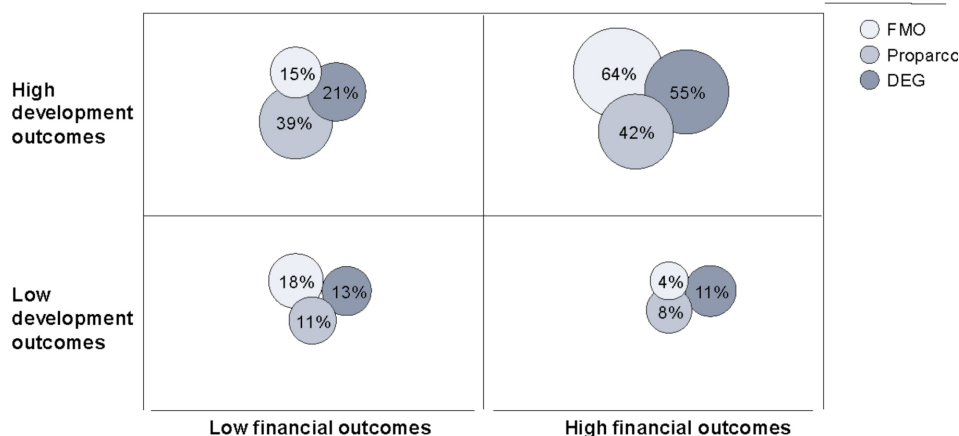 FMO
Proparco
DEG
High
development
outcomes
15%
21%
39%
64%
55%
42%
Low
development
outcomes
18%
13%
11%
4%
11%
8%
Low financial outcomes
High financial outcomes